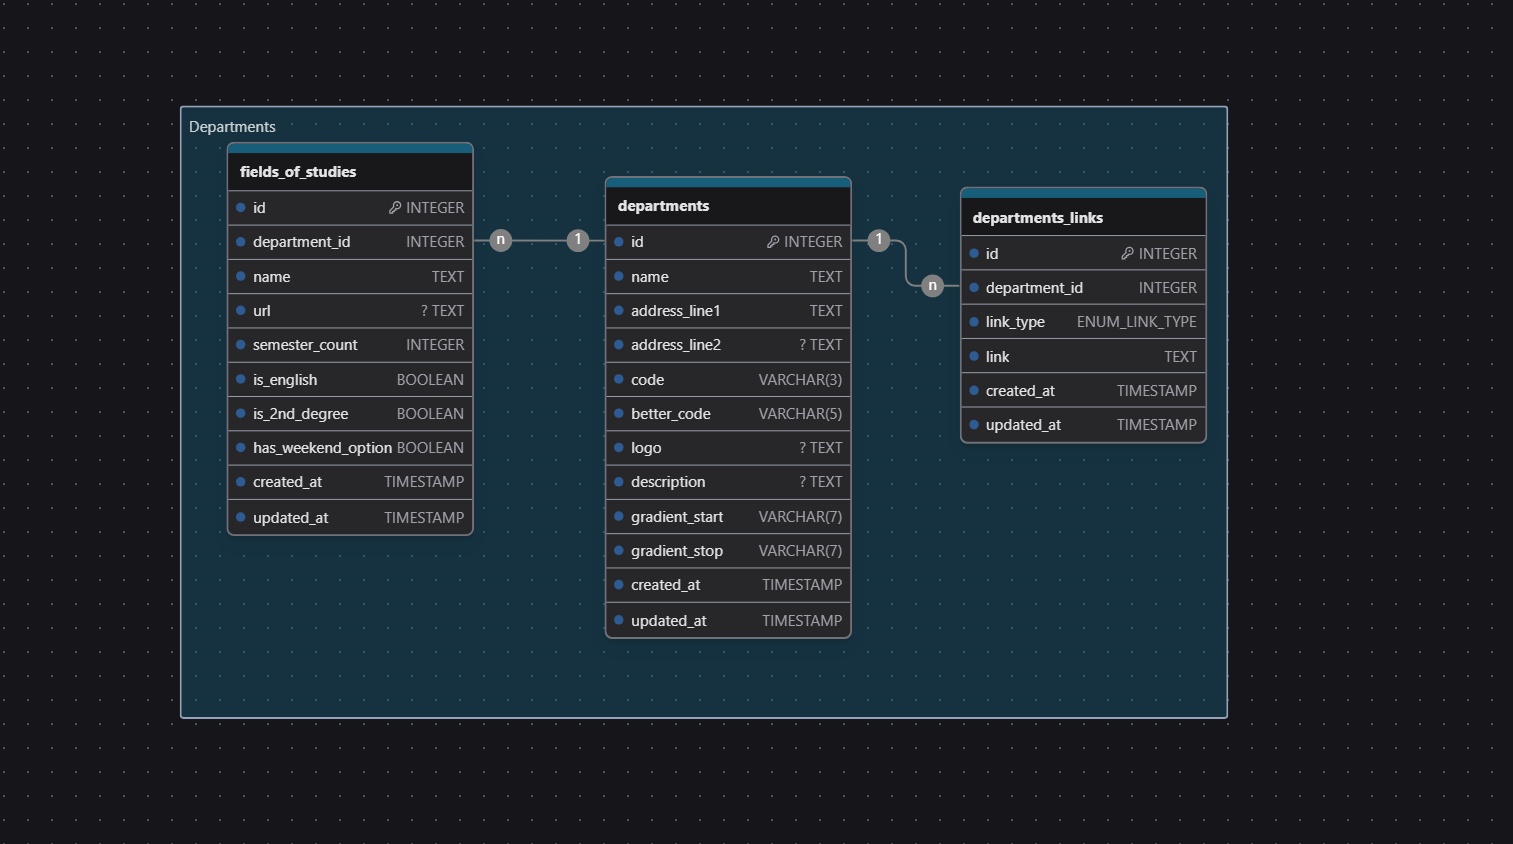 Departments
fields_of_studies
id INTEGER
department_id INTEGER
name TEXT
url ? TEXT
semester_count INTEGER
is_english BOOLEAN
is_2nd_degree BOOLEAN
has_weekend_option BOOLEAN
created_at TIMESTAMP
updated_at TIMESTAMP
n 1
departments
id INTEGER
name TEXT
address_line1 TEXT
address_line2 ? TEXT
code VARCHAR(3)
better_code VARCHAR(5)
logo ? TEXT
description ? TEXT
gradient_start VARCHAR(7)
gradient_stop VARCHAR(7)
created_at TIMESTAMP
updated_at TIMESTAMP
1
n
departments_links
id INTEGER
department_id INTEGER
link_type ENUM_LINK_TYPE
link TEXT
created_at TIMESTAMP
updated_at TIMESTAMP